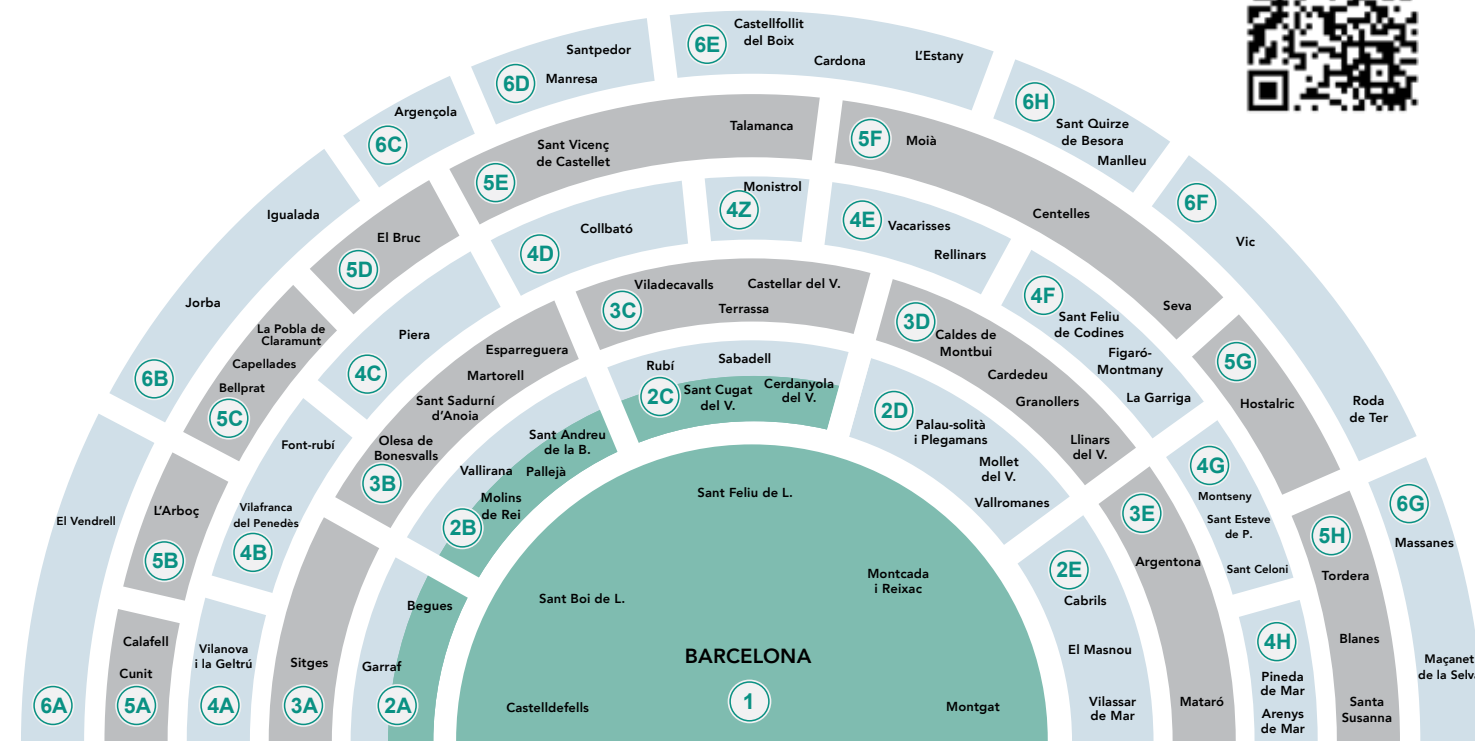 Castellfollit
del Boix
6E
Cardona
L'Estany
Santpedor
6D
Manresa
6H
Sant Quirze
de Besora
Manlleu
Argençola
6C
Talamanca
5F
Moià
Sant Vicenç
de Castellet
5E
6F
Vic
Centelles
Seva
Igualada
El Bruc
5D
Monistrol
4Z
4E
Vacarisses
Rellinars
Collbató
4D
4F
Sant Feliu
de Codines
Figaró-
Montmany
La Garriga
Jorba
6B
La Pobla de
Claramunt
Capellades
Bellprat
5C
Piera
4C
Viladecavalls
Castellar del V.
Terrassa
3C
3D
Caldes de
Montbui
Cardedeu
Granollers
Llinars
del V.
5G
Hostalric
Roda
de Ter
Esparreguera
Martorell
Sant Sadurní
d'Anoia
Olesa de
Bonesvalls
3B
Rubí
Sabadell
2C
Sant Cugat
del V.
Cerdanyola
del V.
2D
Palau-solità
i Plegamans
Mollet
del V.
Vallromanes
Font-rubí
Vilafranca
del Penedès
4B
Sant Andreu
de la B.
Vallirana
Pallejà
Molins
de Rei
2B
4G
Montseny
Sant Esteve
de P.
Sant Celoni
El Vendrell
6A
L'Arboç
5B
Sant Feliu de L.
3E
Argentona
Mataró
5H
Tordera
Blanes
Santa
Susanna
6G
Massanes
Maçanet
de la Selva
Calafell
Cunit
5A
Vilanova
i la Geltrú
4A
Sitges
3A
Begues
Garraf
2A
Sant Boi de L.
Montcada
i Reixac
BARCELONA
1
Castelldefells
Montgat
2E
Cabrils
El Masnou
Vilassar
de Mar
4H
Pineda
de Mar
Arenys
de Mar